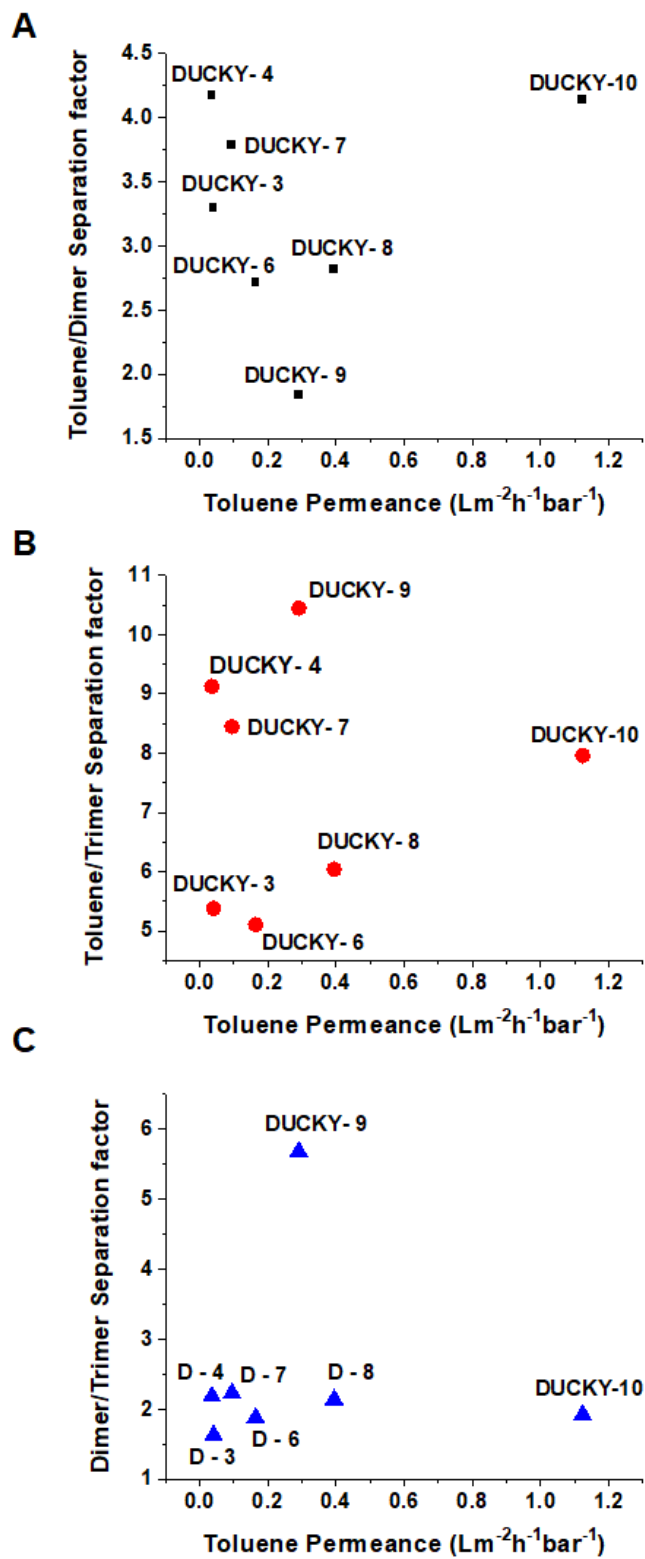 A
4.5
DUCKY- 4
DUCKY-10
4.0
DUCKY- 7
3.5
DUCKY- 3
3.0
DUCKY- 8
DUCKY- 6
2.5
2.0
DUCKY- 9
1.5
Toluene/Dimer Separation factor
0.0 0.2 0.4 0.6 0.8 1.0 1.2
Toluene Permeance (Lm⁻²h⁻¹bar⁻¹)
B
11
DUCKY- 9
10
DUCKY- 4
9
DUCKY- 7
DUCKY-10
8
7
DUCKY- 8
6
DUCKY- 3
5
DUCKY- 6
Toluene/Trimer Separation factor
0.0 0.2 0.4 0.6 0.8 1.0 1.2
Toluene Permeance (Lm⁻²h⁻¹bar⁻¹)
C
6
DUCKY- 9
5
4
3
D - 4
D - 7
D - 8
DUCKY-10
2
D - 6
D - 3
1
Dimer/Trimer Separation factor
0.0 0.2 0.4 0.6 0.8 1.0 1.2
Toluene Permeance (Lm⁻²h⁻¹bar⁻¹)